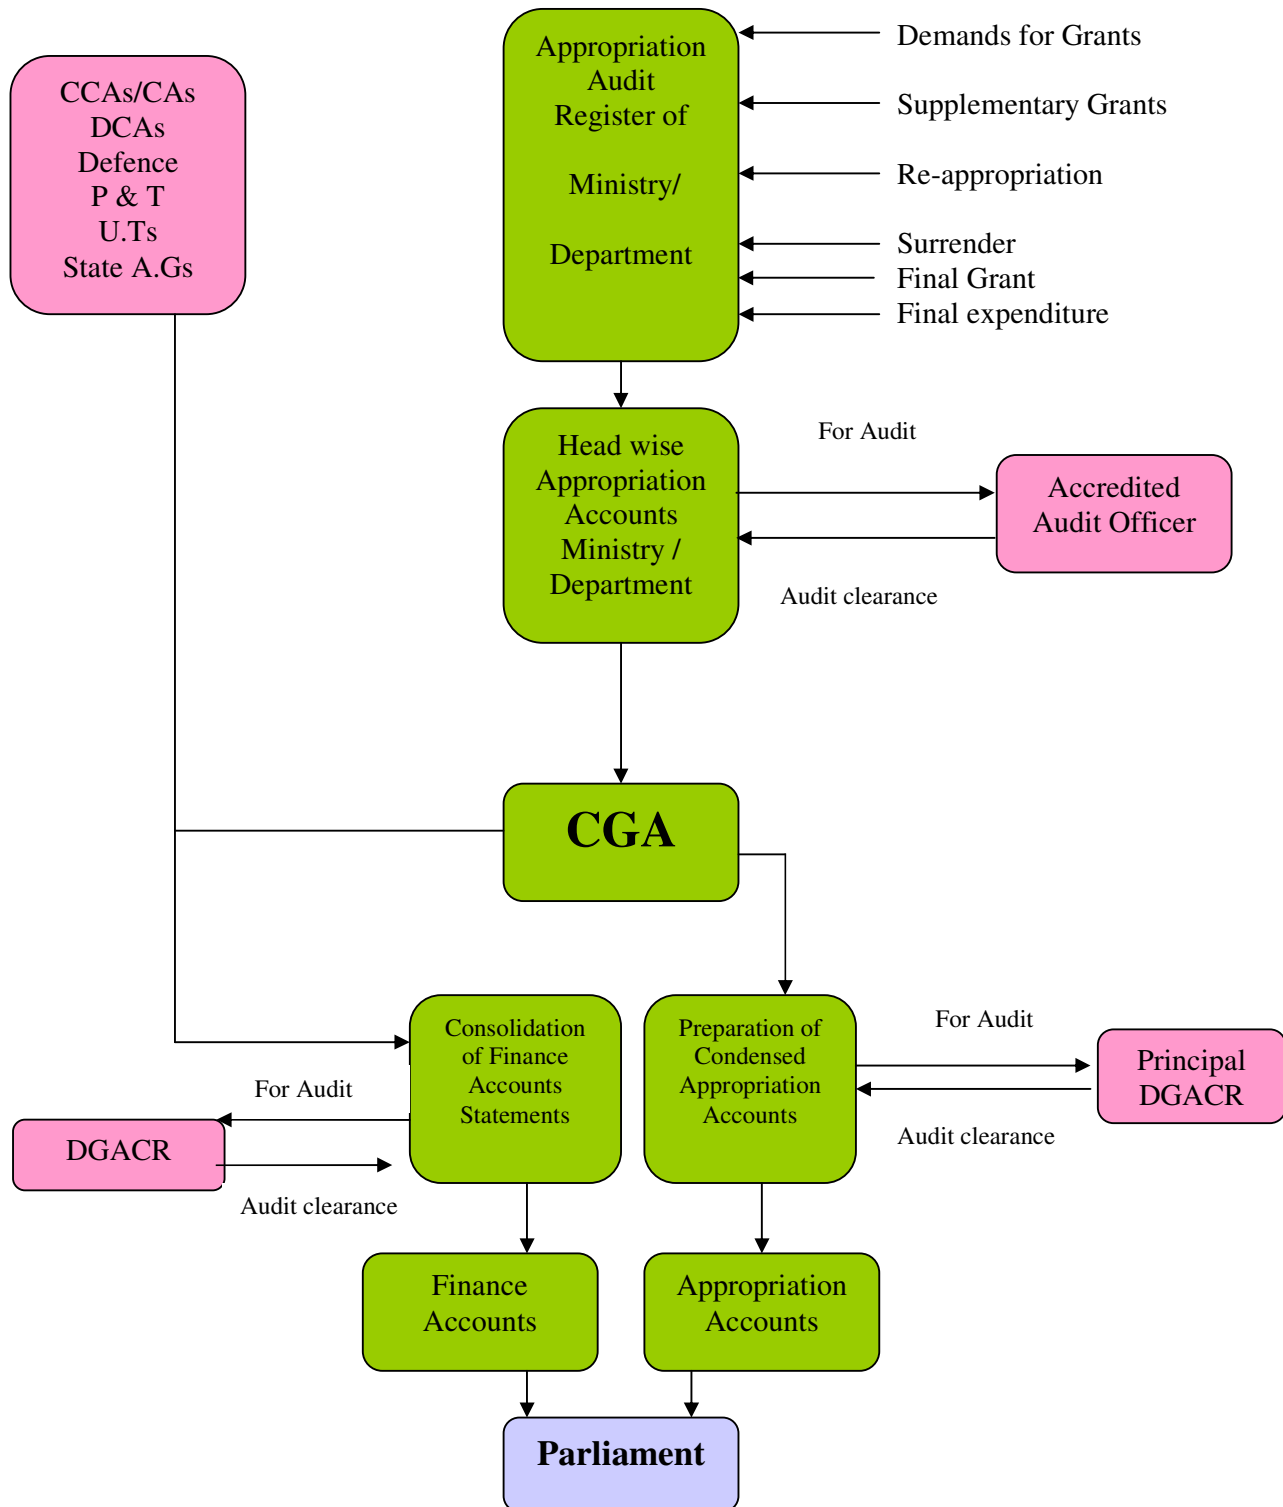 CCAs/CAs
DCAs
Defence
P & T
U.Ts
State A.Gs
Appropriation
Audit
Register of
Ministry/
Department
Demands for Grants
Supplementary Grants
Re-appropriation
Surrender
Final Grant
Final expenditure
Head wise
Appropriation
Accounts
Ministry /
Department
For Audit
Accredited
Audit Officer
Audit clearance
CGA
Consolidation
of Finance
Accounts
Statements
For Audit
DGACR
Audit clearance
Preparation of
Condensed
Appropriation
Accounts
For Audit
Principal
DGACR
Audit clearance
Finance
Accounts
Appropriation
Accounts
Parliament